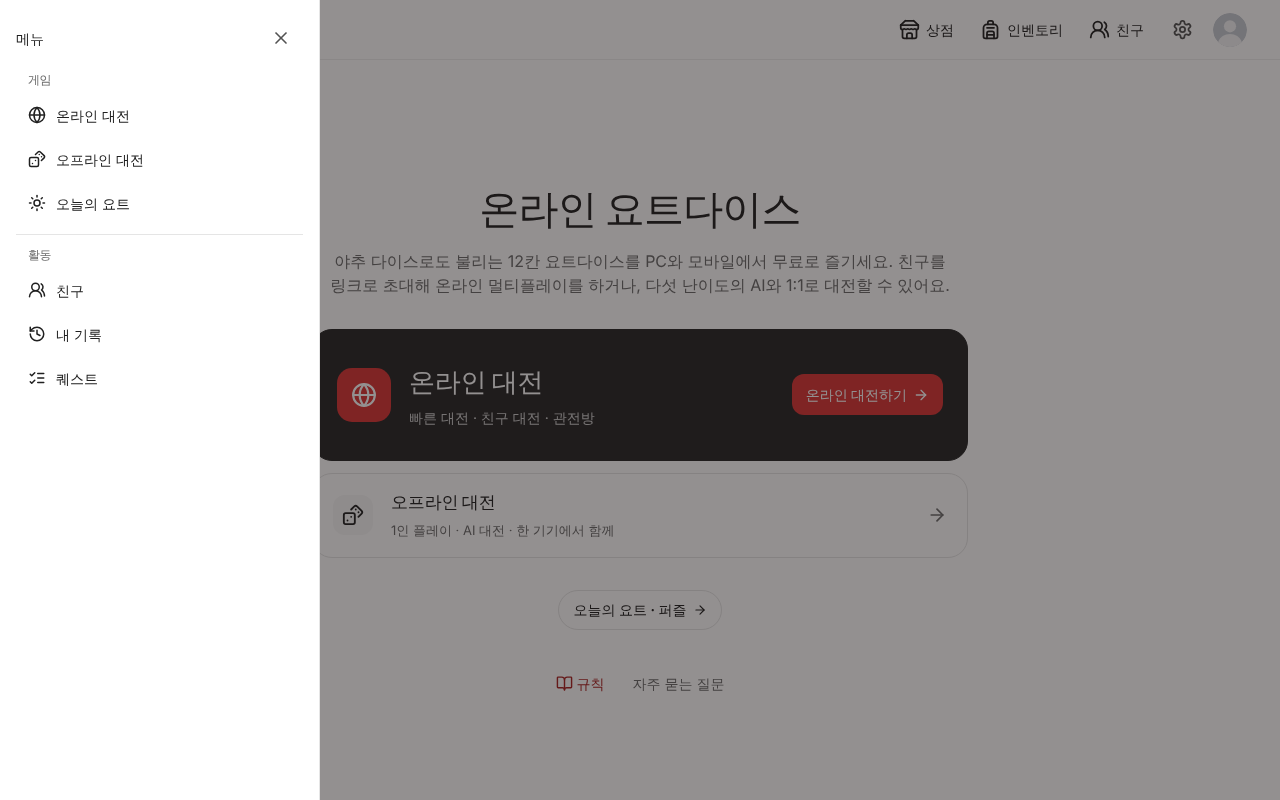 메뉴
게임
온라인 대전
오프라인 대전
오늘의 요트
활동
친구
내 기록
퀘스트
상점
인벤토리
친구
온라인 요트다이스
야추 다이스로도 불리는 12칸 요트다이스를 PC와 모바일에서 무료로 즐기세요. 친구를
링크로 초대해 온라인 멀티플레이를 하거나, 다섯 난이도의 AI와 1:1로 대전할 수 있어요.
온라인 대전
빠른 대전 · 친구 대전 · 관전방
온라인 대전하기
오프라인 대전
1인 플레이 · AI 대전 · 한 기기에서 함께
오늘의 요트 · 퍼즐
규칙
자주 묻는 질문